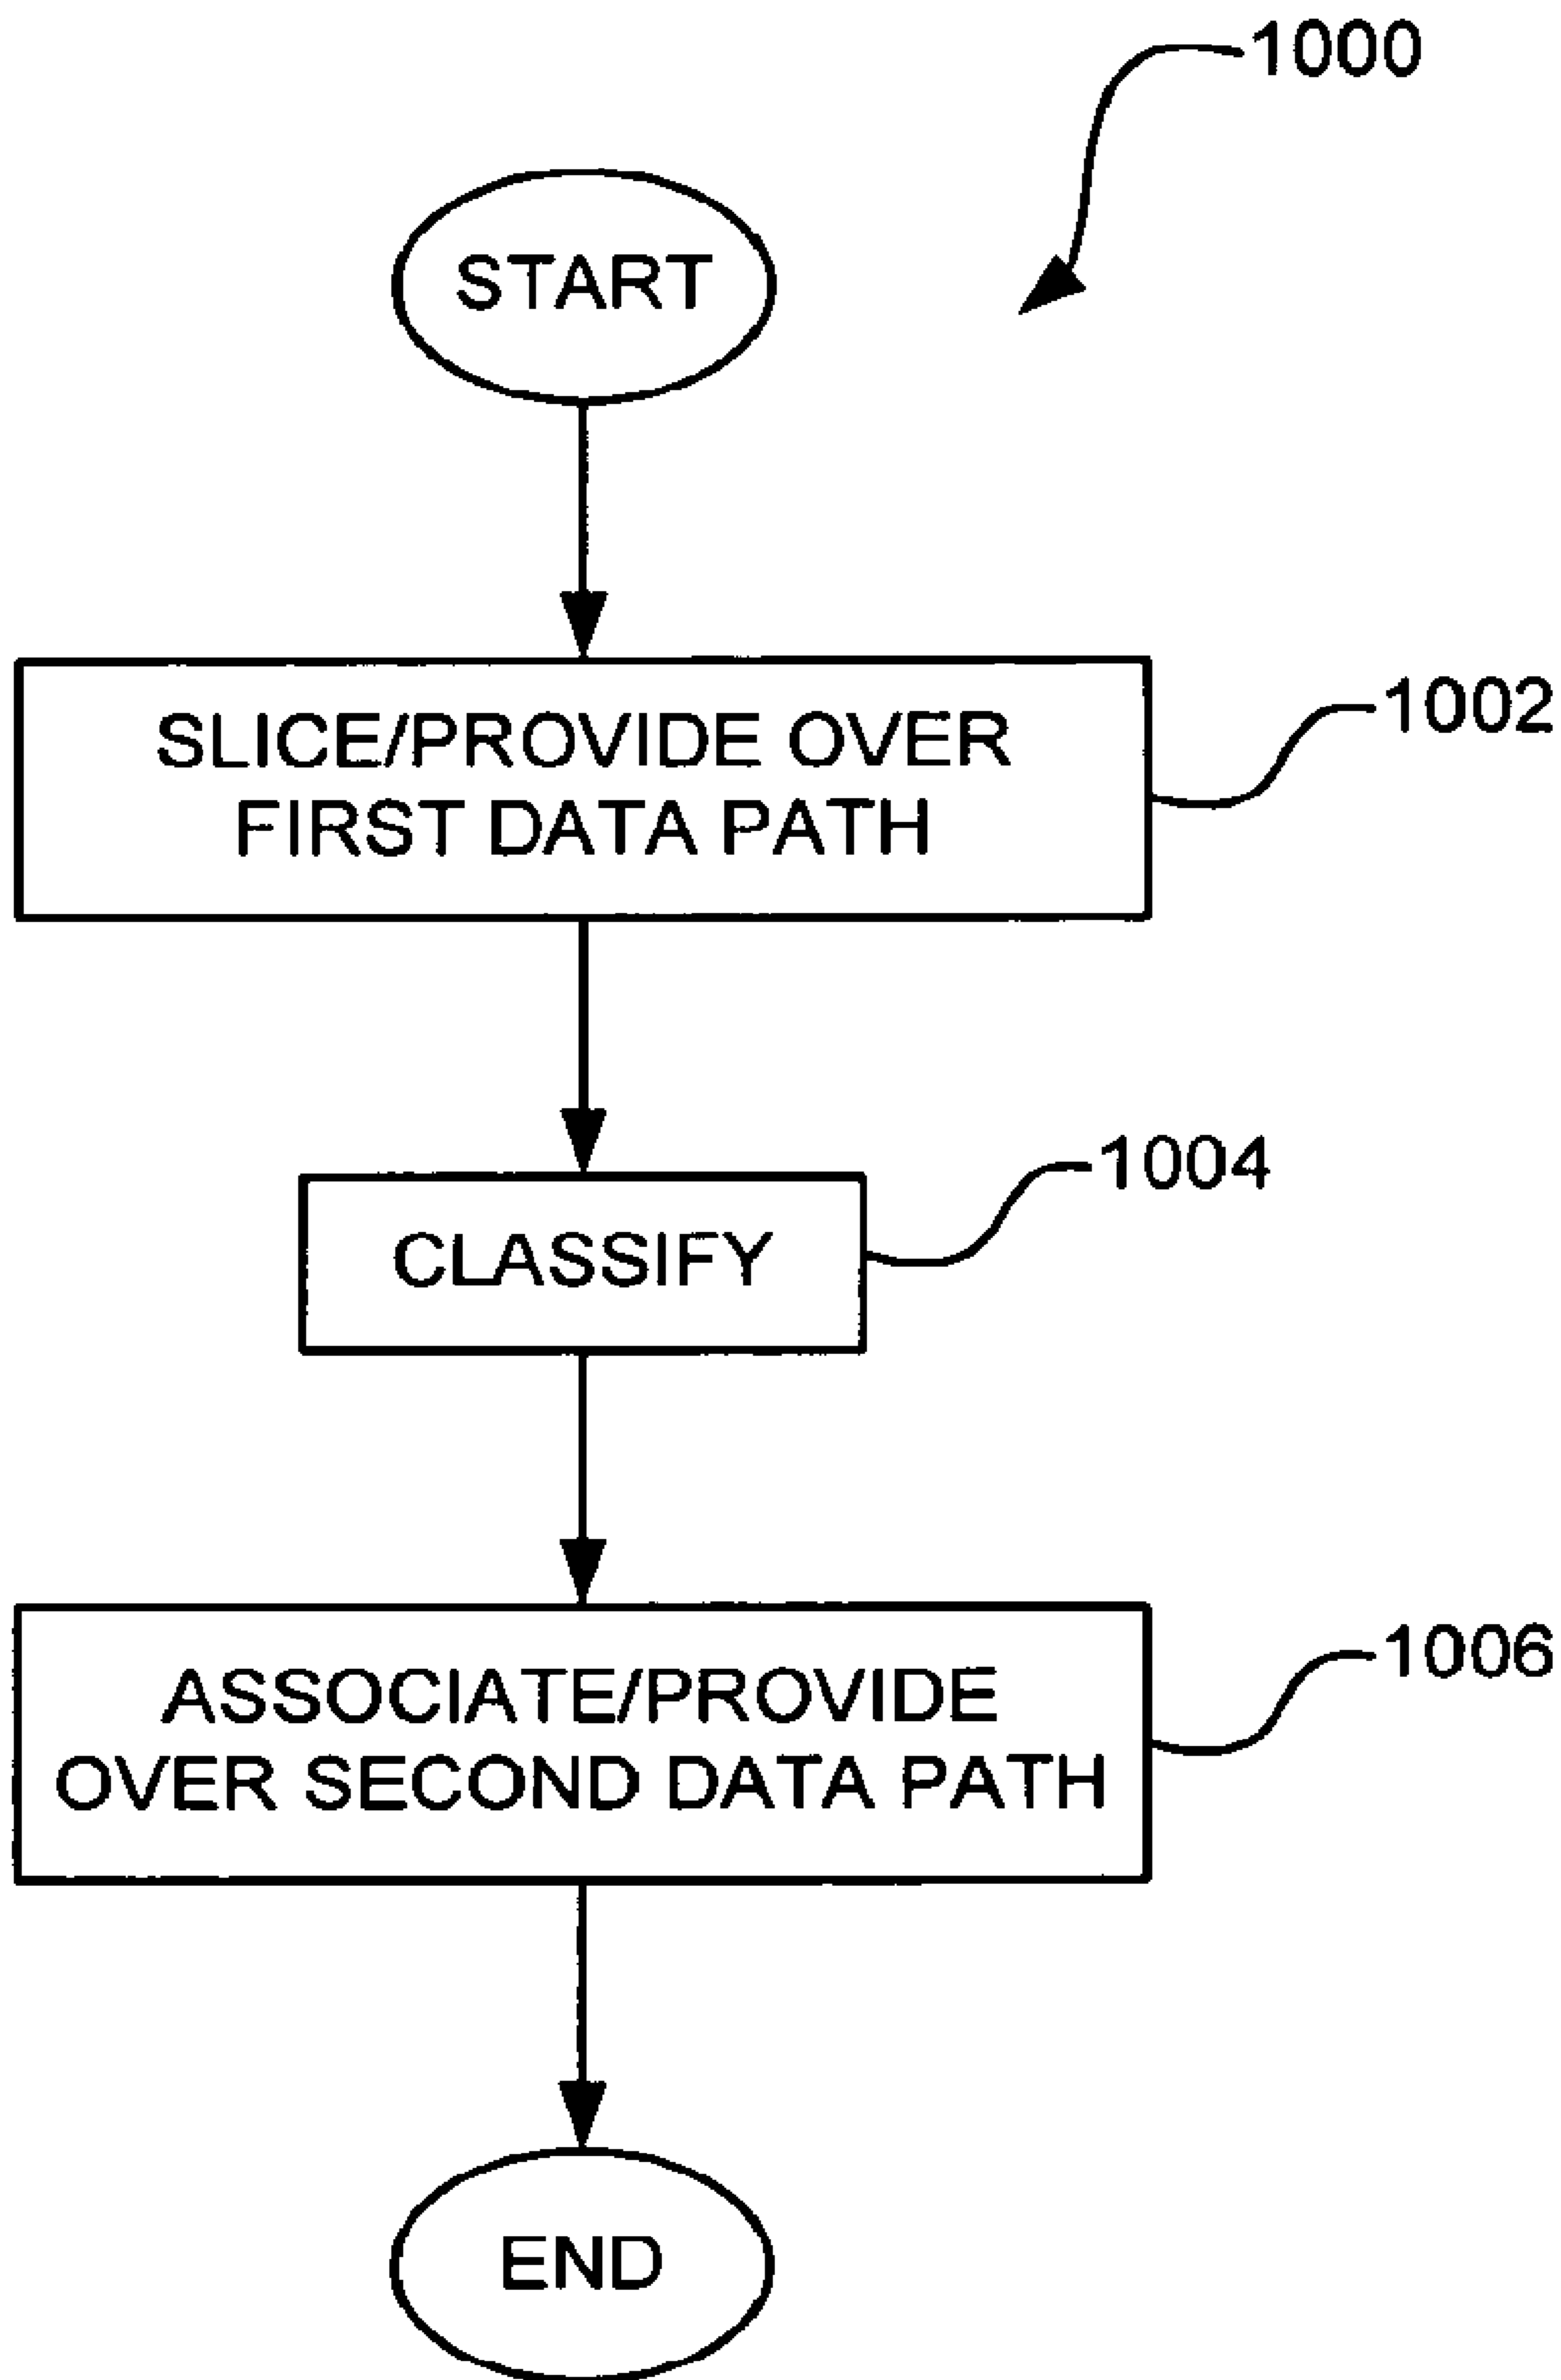 1000
START
SLICE/PROVIDE OVER
FIRST DATA PATH
1002
CLASSIFY
1004
ASSOCIATE/PROVIDE
OVER SECOND DATA PATH
1006
END